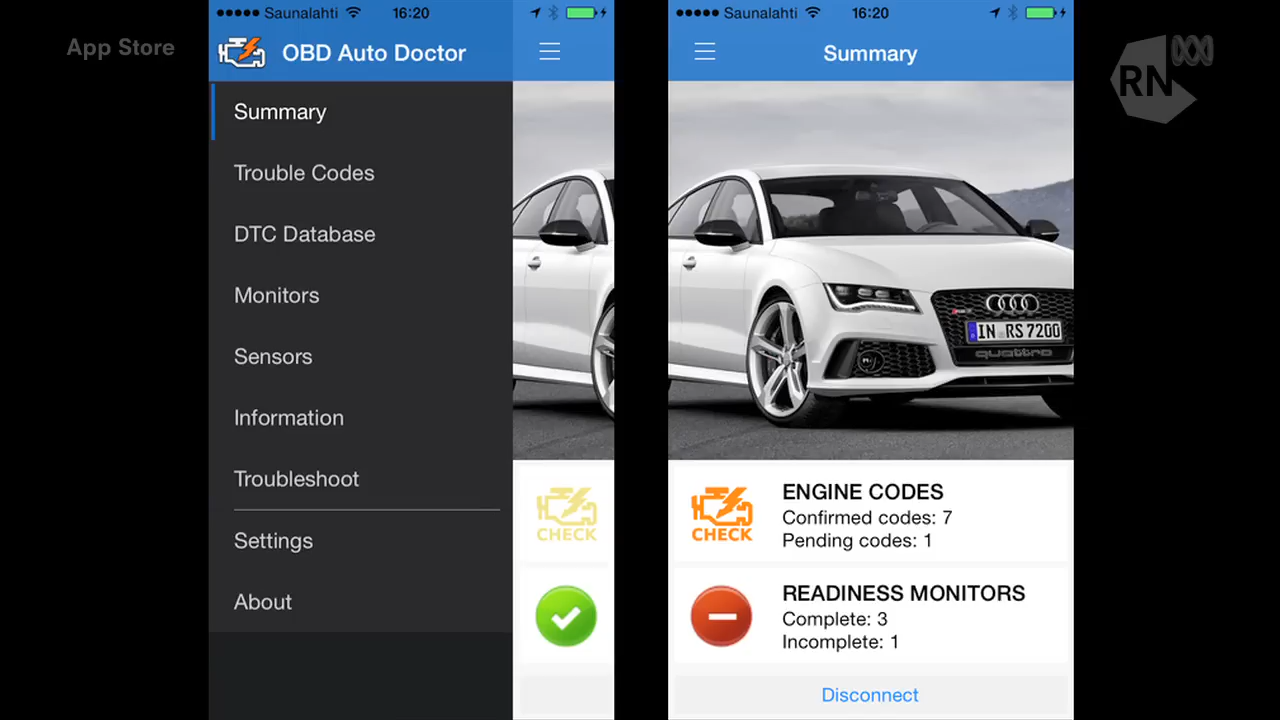 App Store
Saunalahti 16:20
OBD Auto Doctor
Summary
Trouble Codes
DTC Database
Monitors
Sensors
Information
Troubleshoot
Settings
About
CHECK
Saunalahti 16:20
Summary
IN RS 7200
quattro
CHECK
ENGINE CODES
Confirmed codes: 7
Pending codes: 1
READINESS MONITORS
Complete: 3
Incomplete: 1
Disconnect
RN